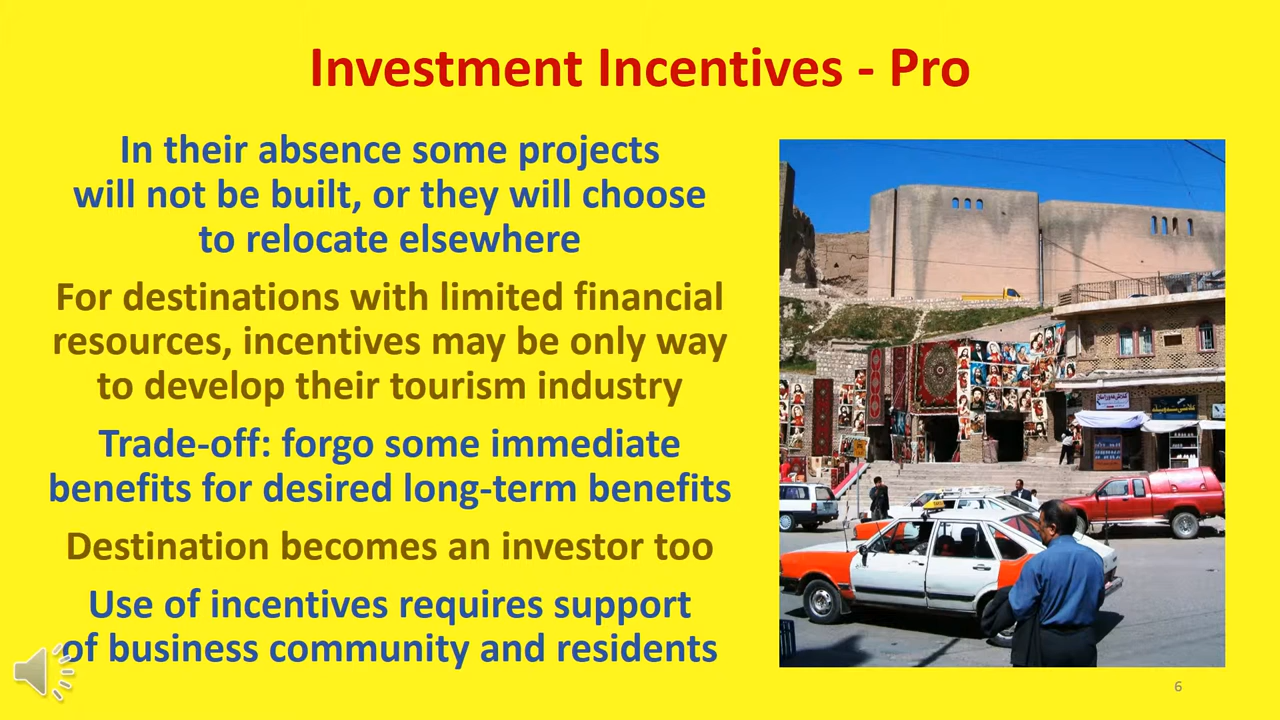 Investment Incentives - Pro
In their absence some projects
will not be built, or they will choose
to relocate elsewhere
For destinations with limited financial
resources, incentives may be only way
to develop their tourism industry
Trade-off: forgo some immediate
benefits for desired long-term benefits
Destination becomes an investor too
Use of incentives requires support
of business community and residents
6